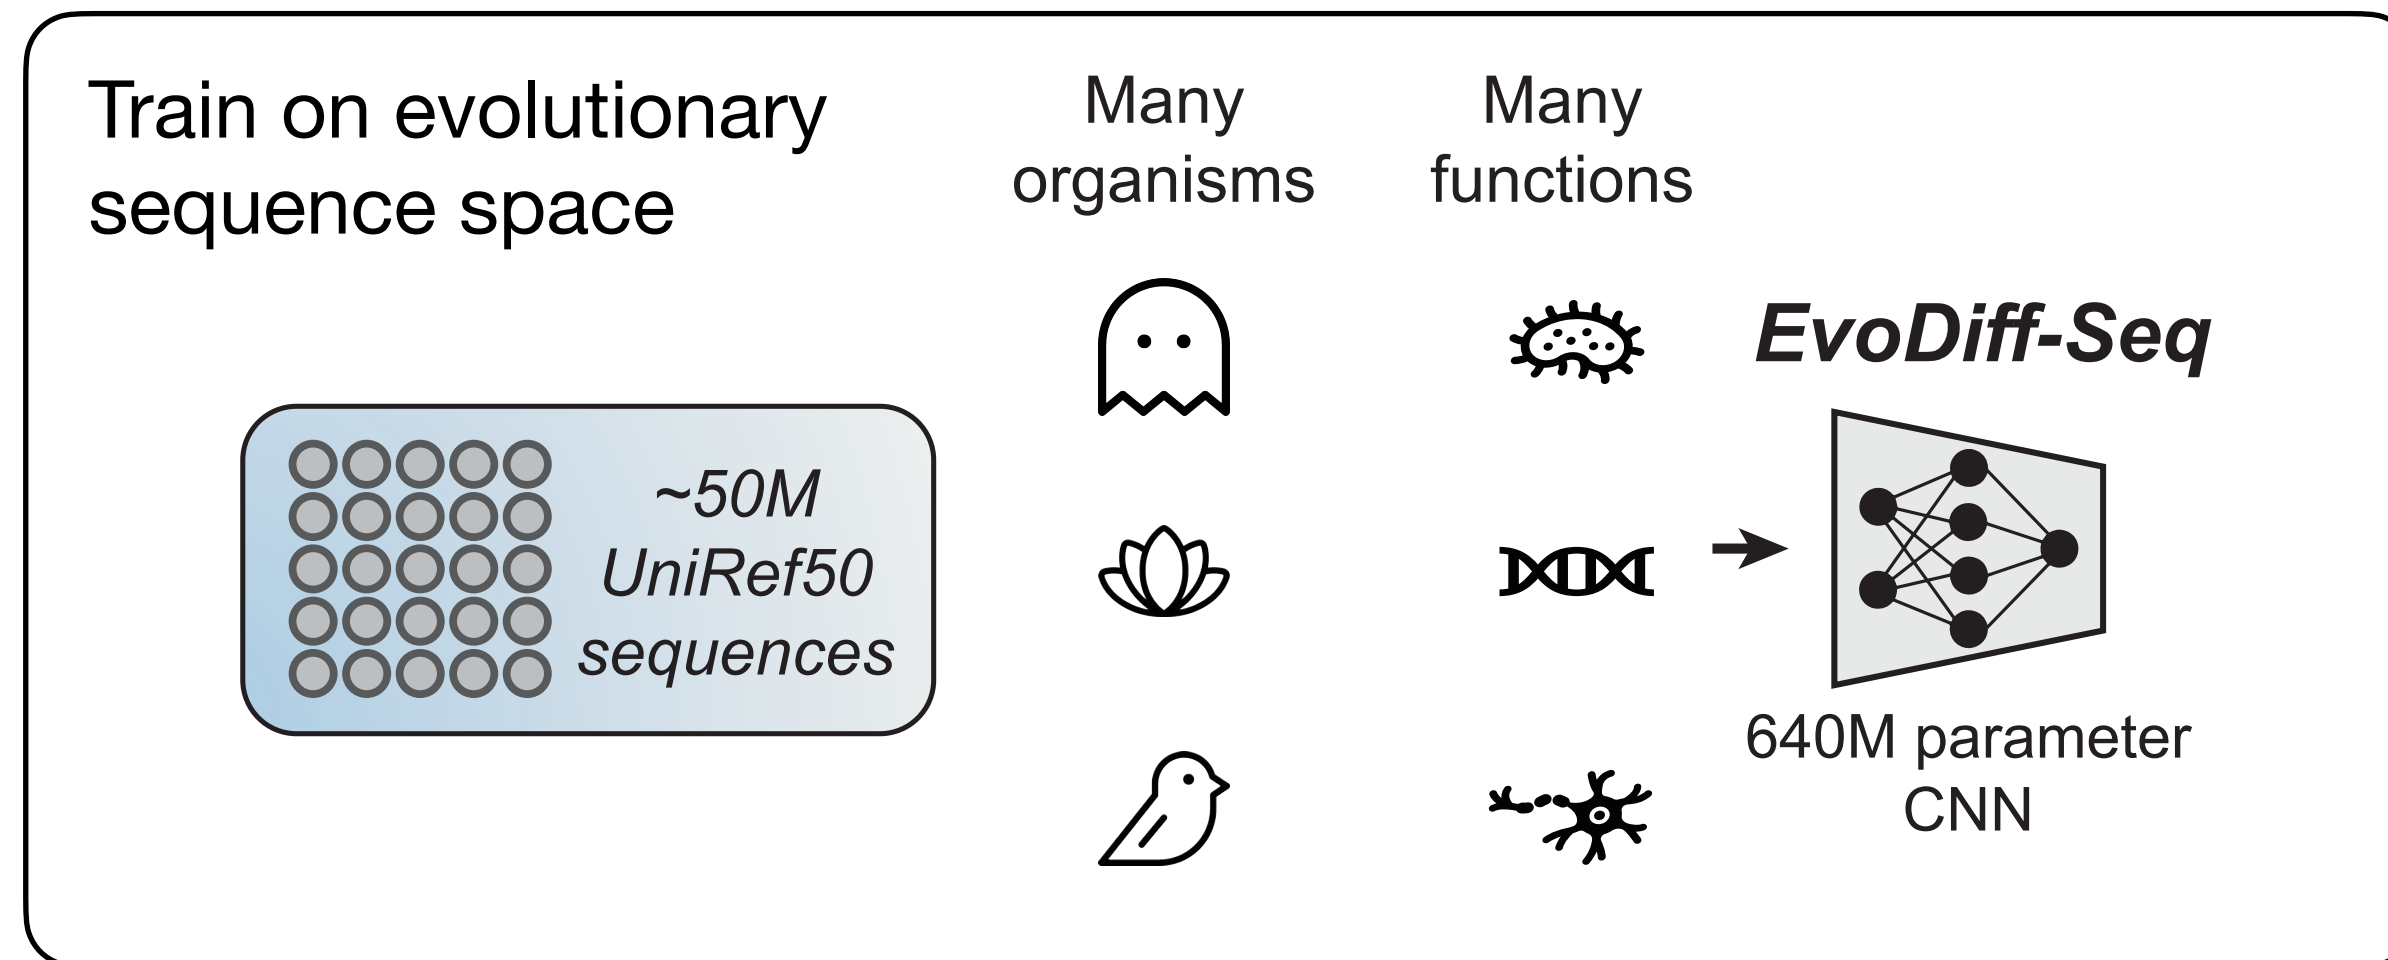 Train on evolutionary
sequence space
Many
organisms
Many
functions
~50M
UniRef50
sequences
EvoDiff-Seq
640M parameter
CNN